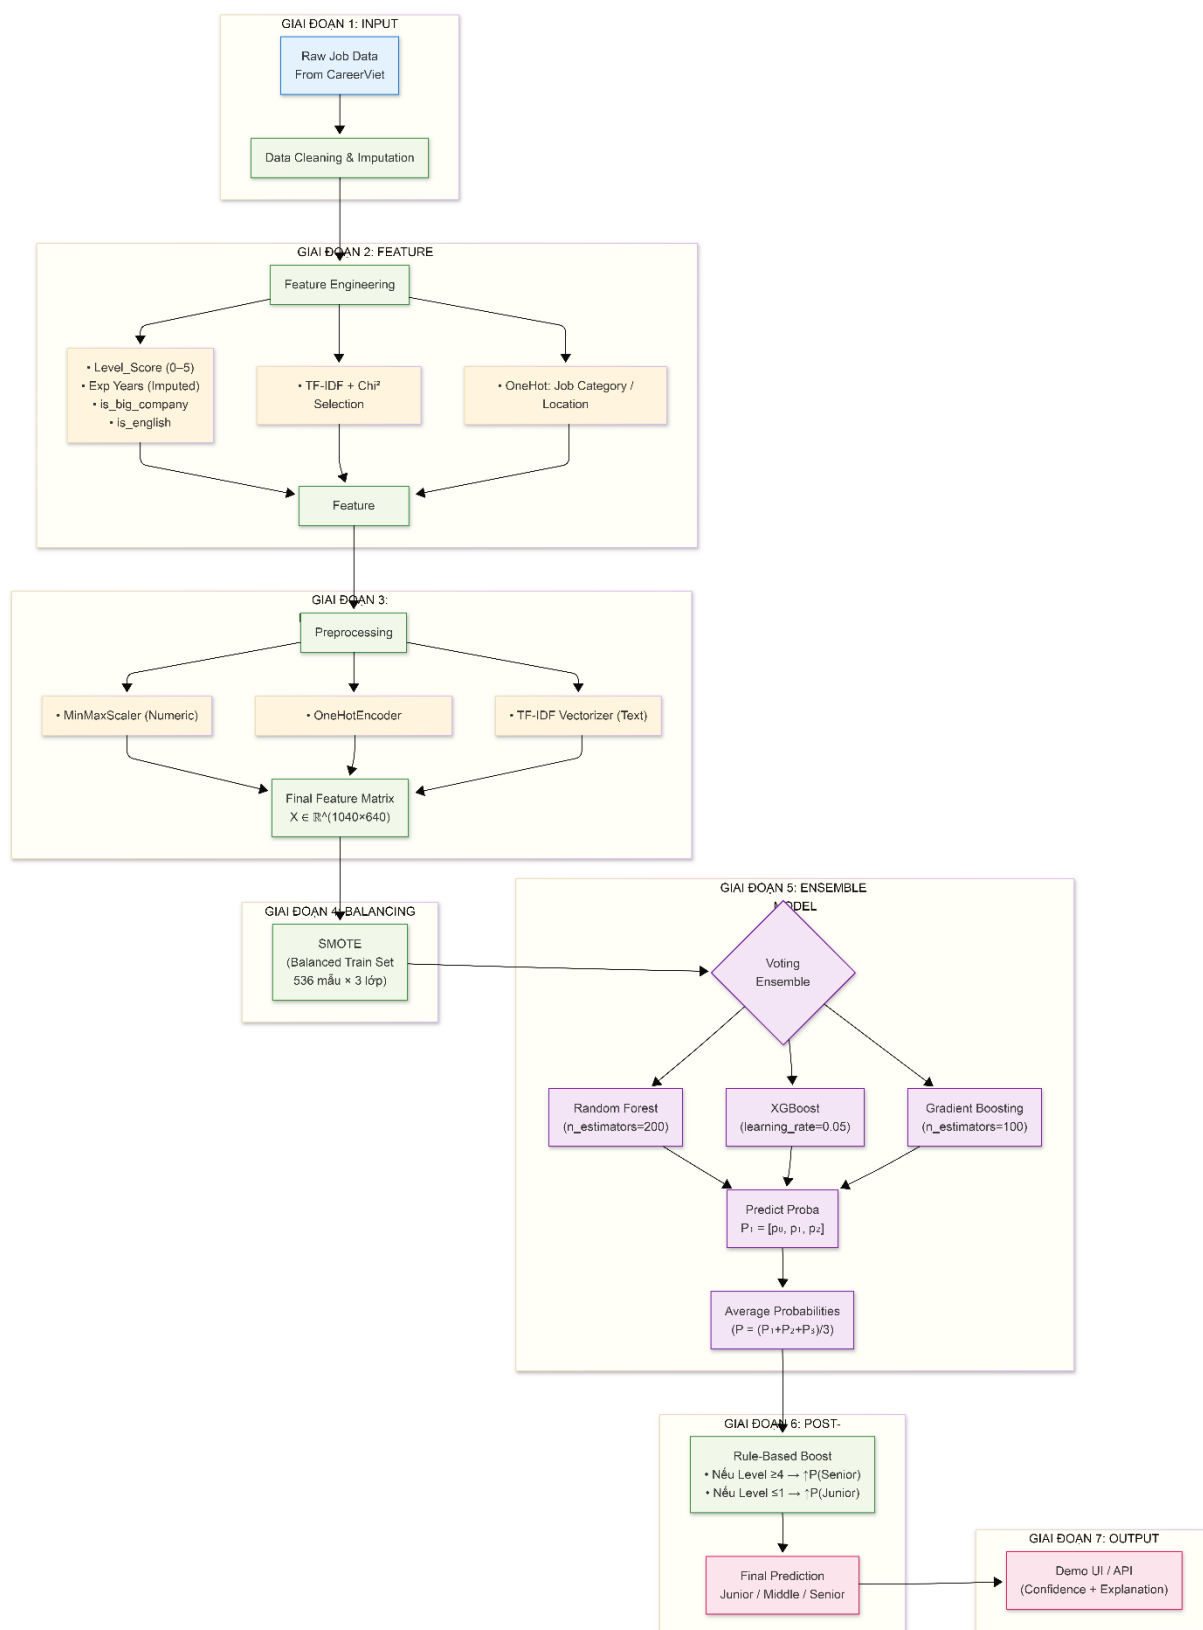 GIAI ĐOẠN 1: INPUT
Raw Job Data
From CareerViet
Data Cleaning & Imputation
GIAI ĐOẠN 2: FEATURE
Feature Engineering
• Level_Score (0–5)
• Exp Years (Imputed)
• is_big_company
• is_english
• TF-IDF + Chi²
Selection
• OneHot: Job Category /
Location
Feature
GIAI ĐOẠN 3:
Preprocessing
• MinMaxScaler (Numeric)
• OneHotEncoder
• TF-IDF Vectorizer (Text)
Final Feature Matrix
X ∈ ℝ^(1040×640)
GIAI ĐOẠN 4: BALANCING
SMOTE
(Balanced Train Set
536 mẫu × 3 lớp)
GIAI ĐOẠN 5: ENSEMBLE
MODEL
Voting
Ensemble
Random Forest
(n_estimators=200)
XGBoost
(learning_rate=0.05)
Gradient Boosting
(n_estimators=100)
Predict Proba
P₁ = [p₀, p₁, p₂]
Average Probabilities
(P = (P₁+P₂+P₃)/3)
GIAI ĐOẠN 6: POST-
Rule-Based Boost
• Nếu Level ≥4 → ↑P(Senior)
• Nếu Level ≤1 → ↑P(Junior)
Final Prediction
Junior / Middle / Senior
GIAI ĐOẠN 7: OUTPUT
Demo UI / API
(Confidence + Explanation)